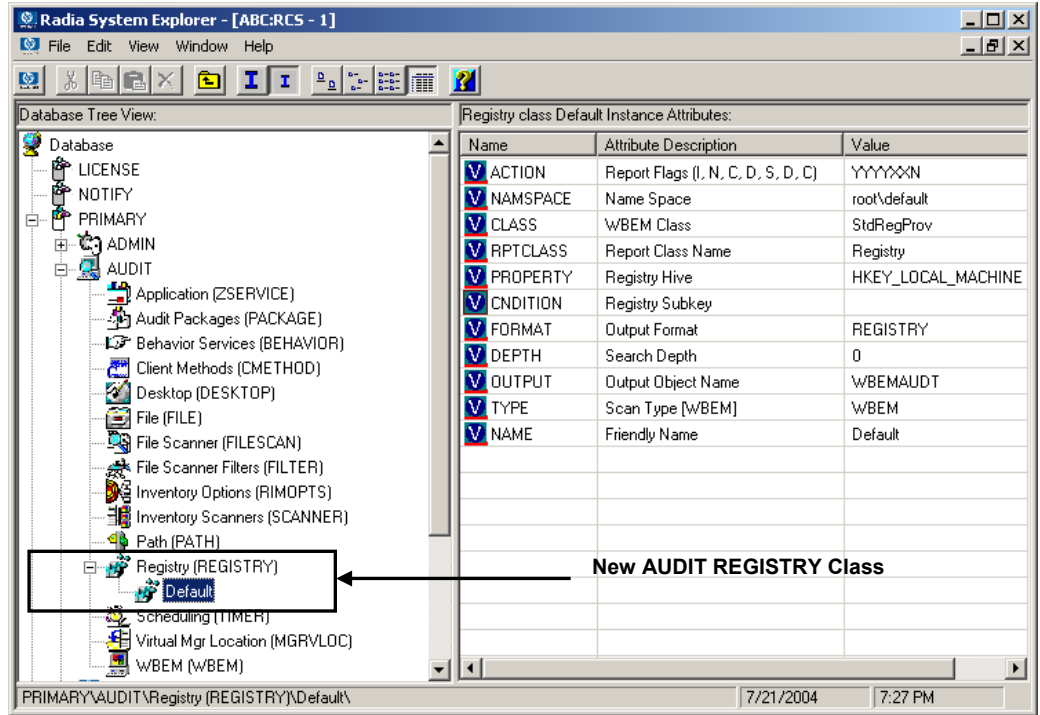 Radia System Explorer - [ABC:RCS - 1]
File Edit View Window Help
Database Tree View:
Registry class Default Instance Attributes:
Database
LICENSE
NOTIFY
PRIMARY
ADMIN
AUDIT
Application (ZSERVICE)
Audit Packages (PACKAGE)
Behavior Services (BEHAVIOR)
Client Methods (CMETHOD)
Desktop (DESKTOP)
File (FILE)
File Scanner (FILESCAN)
File Scanner Filters (FILTER)
Inventory Options (RIMOPTS)
Inventory Scanners (SCANNER)
Path (PATH)
Registry (REGISTRY)
Default
Scheduling (TIMER)
Virtual Mgr Location (MGRVLOC)
WBEM (WBEM)
Name Attribute Description Value
V ACTION Report Flags (I, N, C, D, S, D, C) YYYYXXN
V NAMSPACE Name Space root\default
V CLASS WBEM Class StdRegProv
V RPTCLASS Report Class Name Registry
V PROPERTY Registry Hive HKEY_LOCAL_MACHINE
V CNDITION Registry Subkey
V FORMAT Output Format REGISTRY
V DEPTH Search Depth 0
V OUTPUT Output Object Name WBEMAUDT
V TYPE Scan Type [WBEM] WBEM
V NAME Friendly Name Default
New AUDIT REGISTRY Class
PRIMARY\AUDIT\Registry (REGISTRY)\Default\ 7/21/2004 7:27 PM